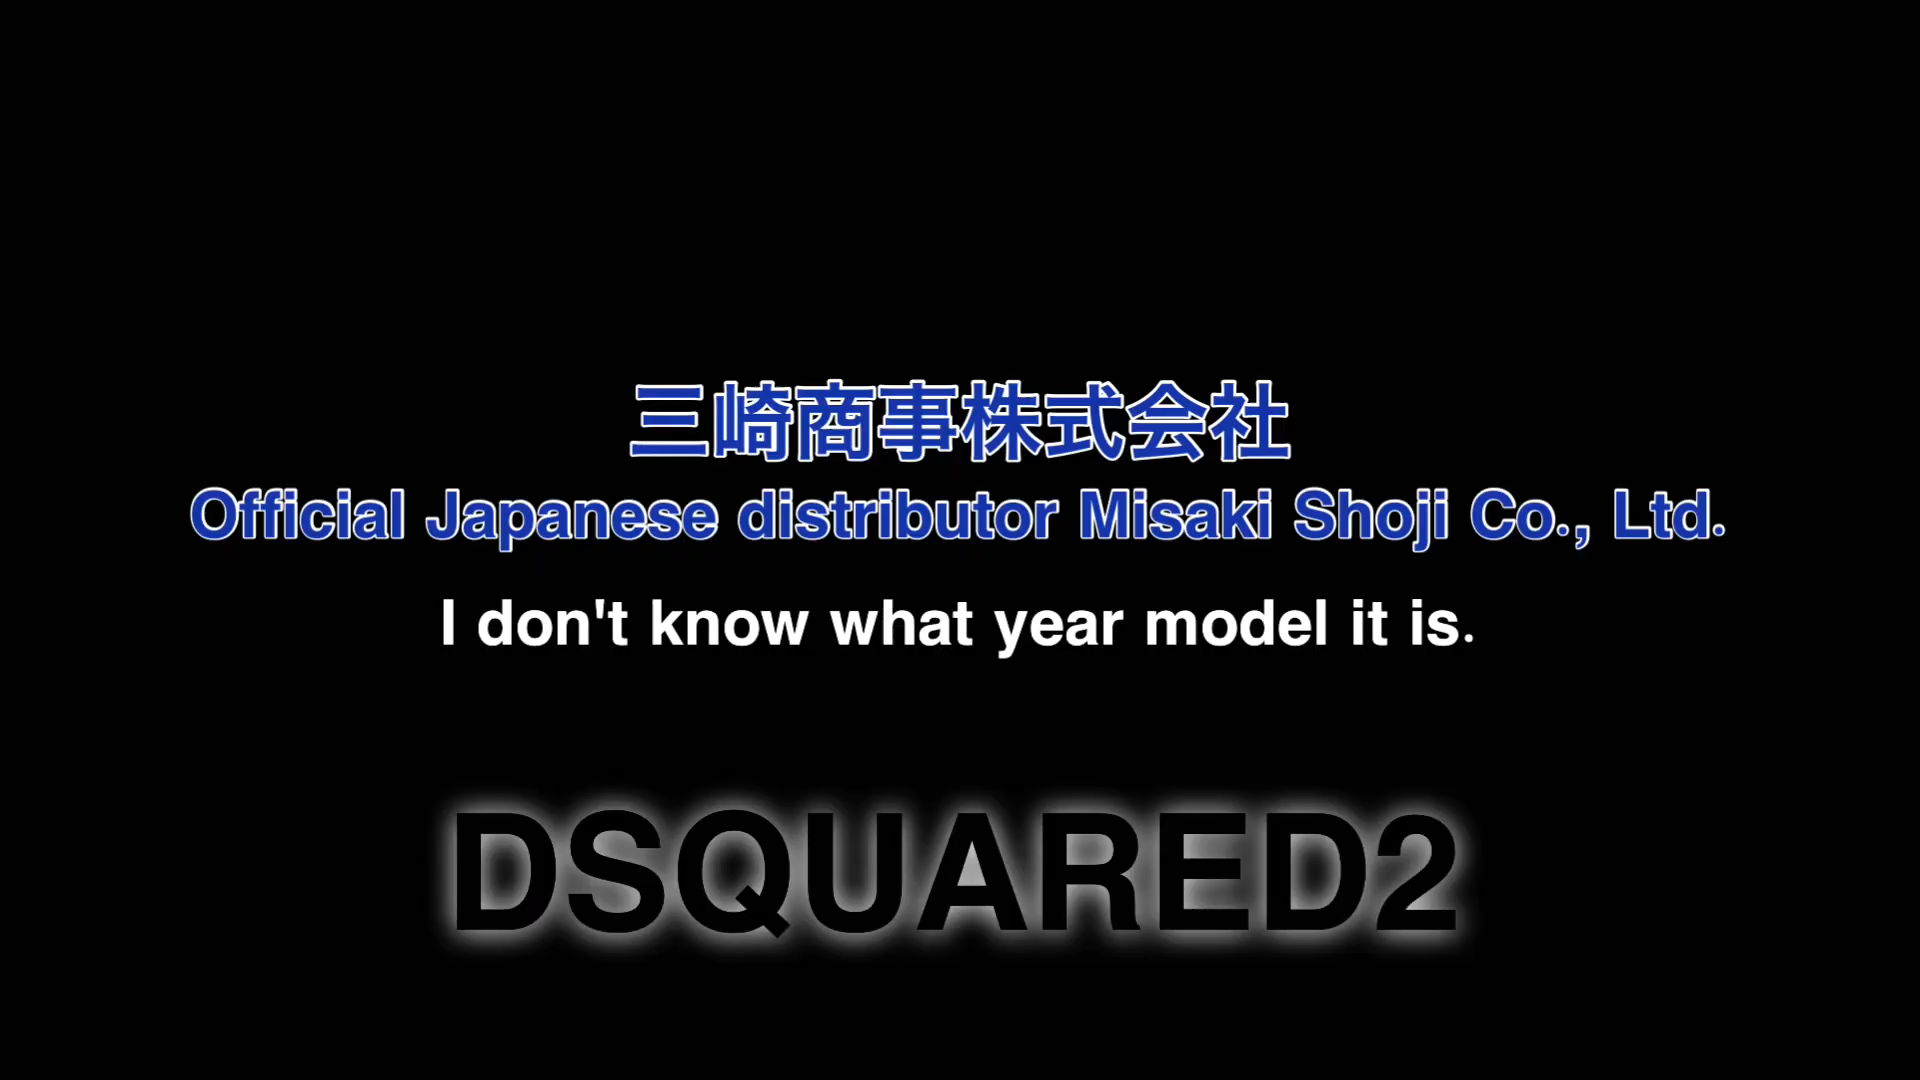 三崎商事株式会社
Official Japanese distributor Misaki Shoji Co., Ltd.
I don't know what year model it is.
DSQUARED2